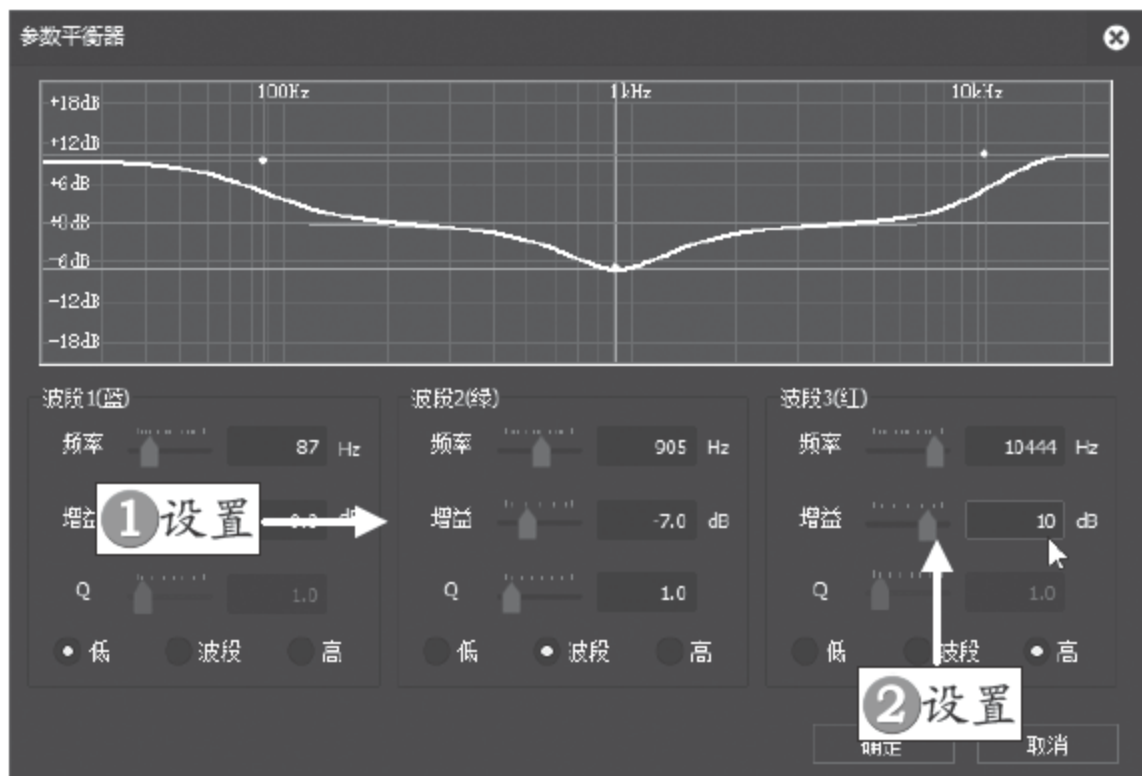 参数平衡器
100Hz 1kHz 10kHz
+18dB
+12dB
+6dB
+0dB
-6dB
-12dB
-18dB
波段1(蓝) 波段2(绿) 波段3(红)
频率 87 Hz 频率 905 Hz 频率 10444 Hz
增益 dB 增益 -7.0 dB 增益 10 dB
1设置
Q 1.0 Q 1.0 Q 1.0
低 波段 高 低 波段 高 低 波段 高
2设置
确定 取消